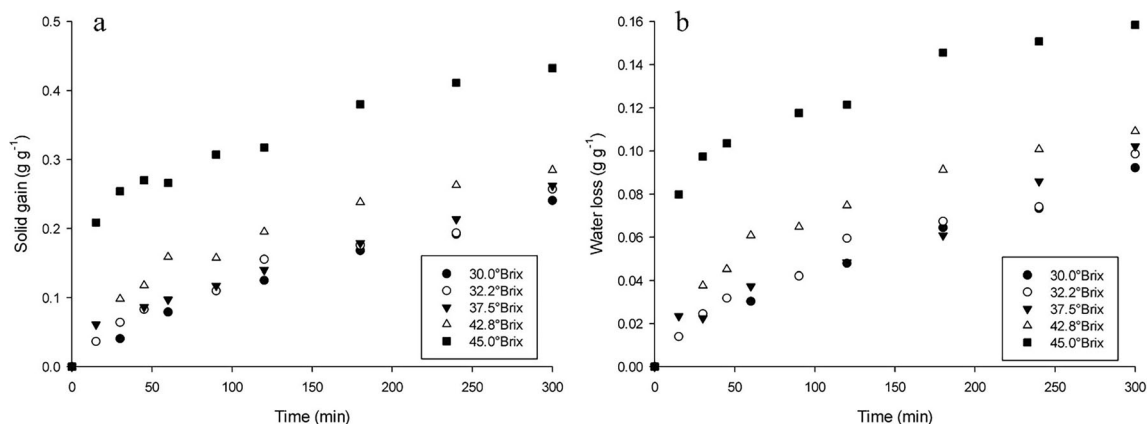 a
Solid gain (g g⁻¹)
0.5
0.4
0.3
0.2
0.1
0.0
0 50 100 150 200 250 300
Time (min)
30.0°Brix
32.2°Brix
37.5°Brix
42.8°Brix
45.0°Brix
b
Water loss (g g⁻¹)
0.16
0.14
0.12
0.10
0.08
0.06
0.04
0.02
0.00
0 50 100 150 200 250 300
Time (min)
30.0°Brix
32.2°Brix
37.5°Brix
42.8°Brix
45.0°Brix